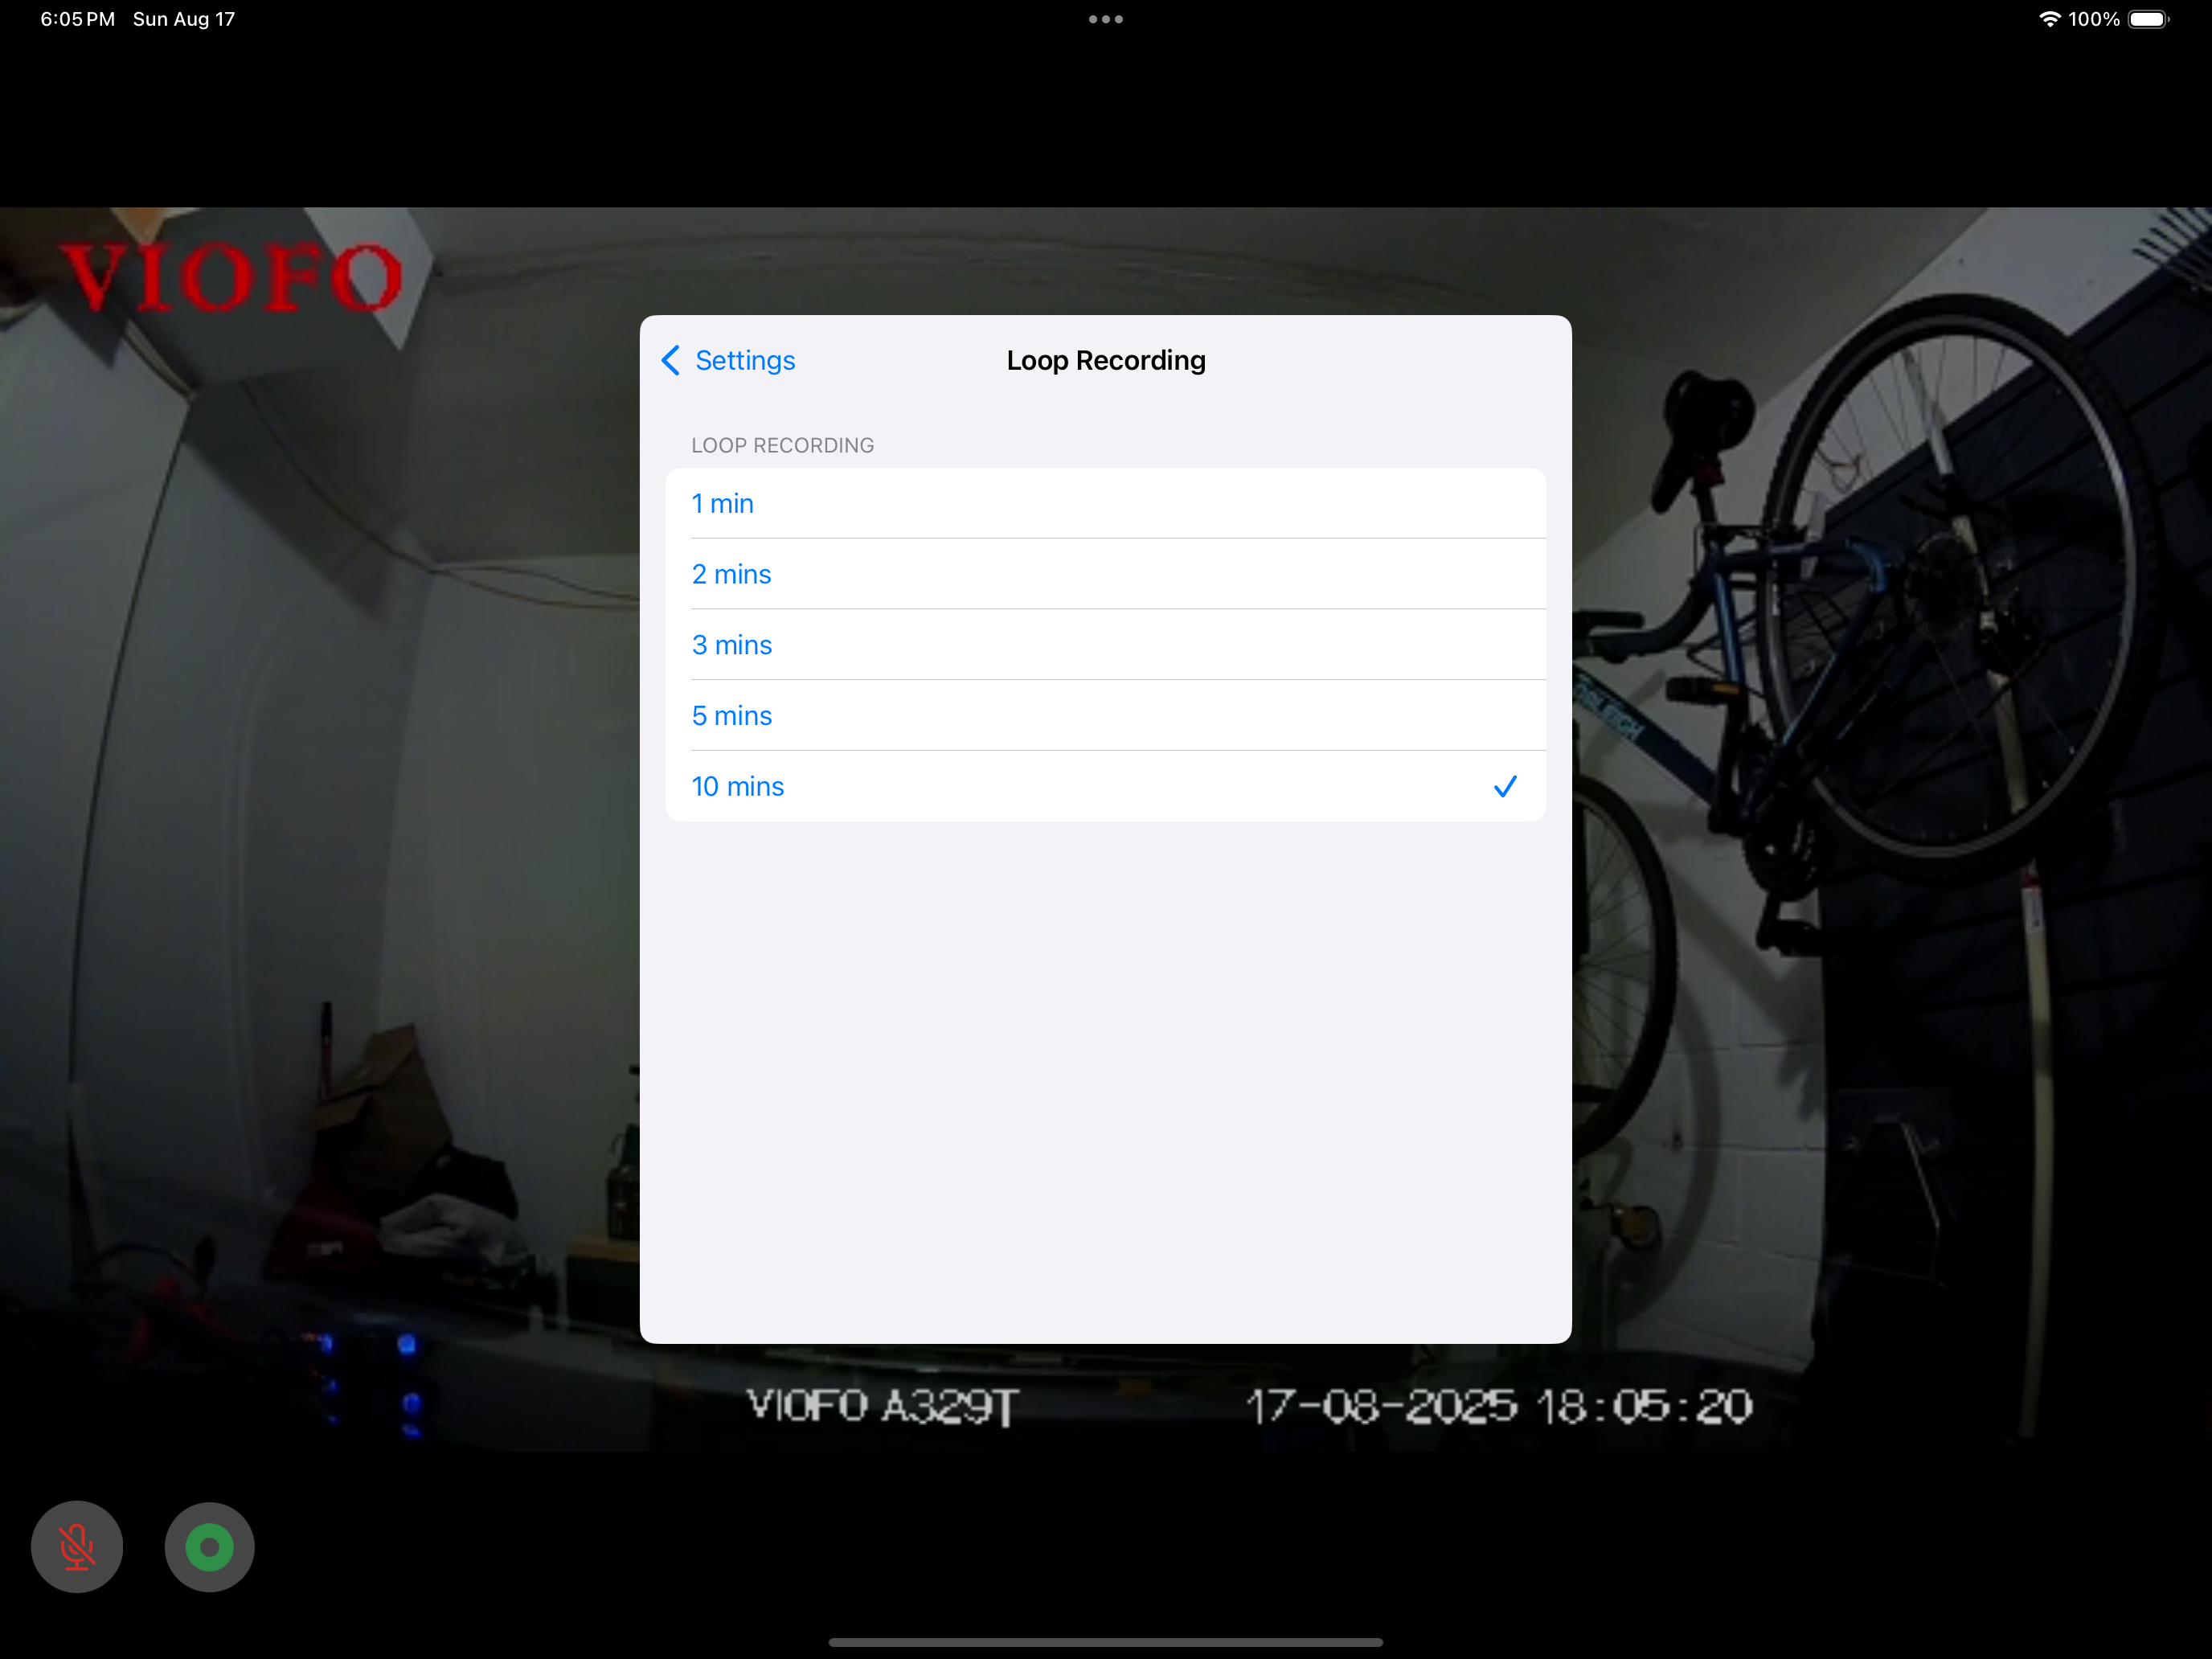 6:05 PM Sun Aug 17
100%
VIOFO
Settings
Loop Recording
LOOP RECORDING
1 min
2 mins
3 mins
5 mins
10 mins
VIOFO A329T
17-08-2025 18:05:20